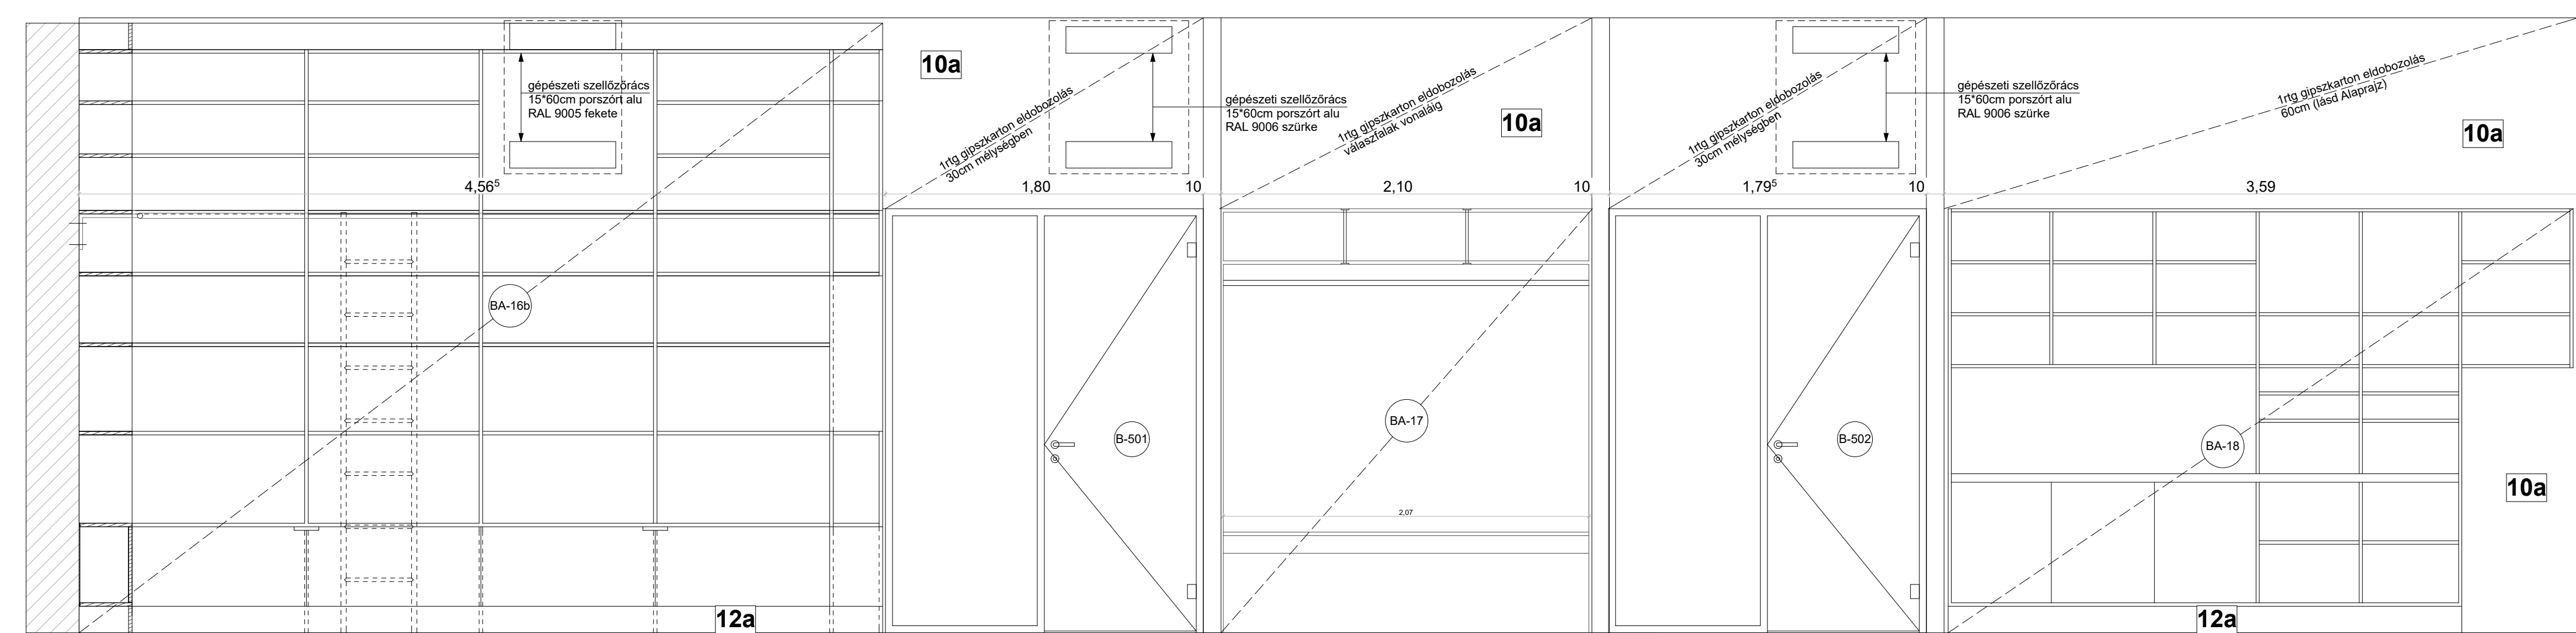 gépészeti szellőzőrács
15*60cm porszórt alu
RAL 9005 fekete
10a
1rtg gipszkarton eldobozolás
30cm mélységben
gépészeti szellőzőrács
15*60cm porszórt alu
RAL 9006 szürke
1rtg gipszkarton eldobozolás
válaszfalak vonaláig
10a
1rtg gipszkarton eldobozolás
30cm mélységben
gépészeti szellőzőrács
15*60cm porszórt alu
RAL 9006 szürke
1rtg gipszkarton eldobozolás
60cm (lásd Alaprajz)
10a
4,56⁵
1,80
10
2,10
10
1,79⁵
10
3,59
BA-16b
B-501
BA-17
B-502
BA-18
10a
2,07
12a
12a